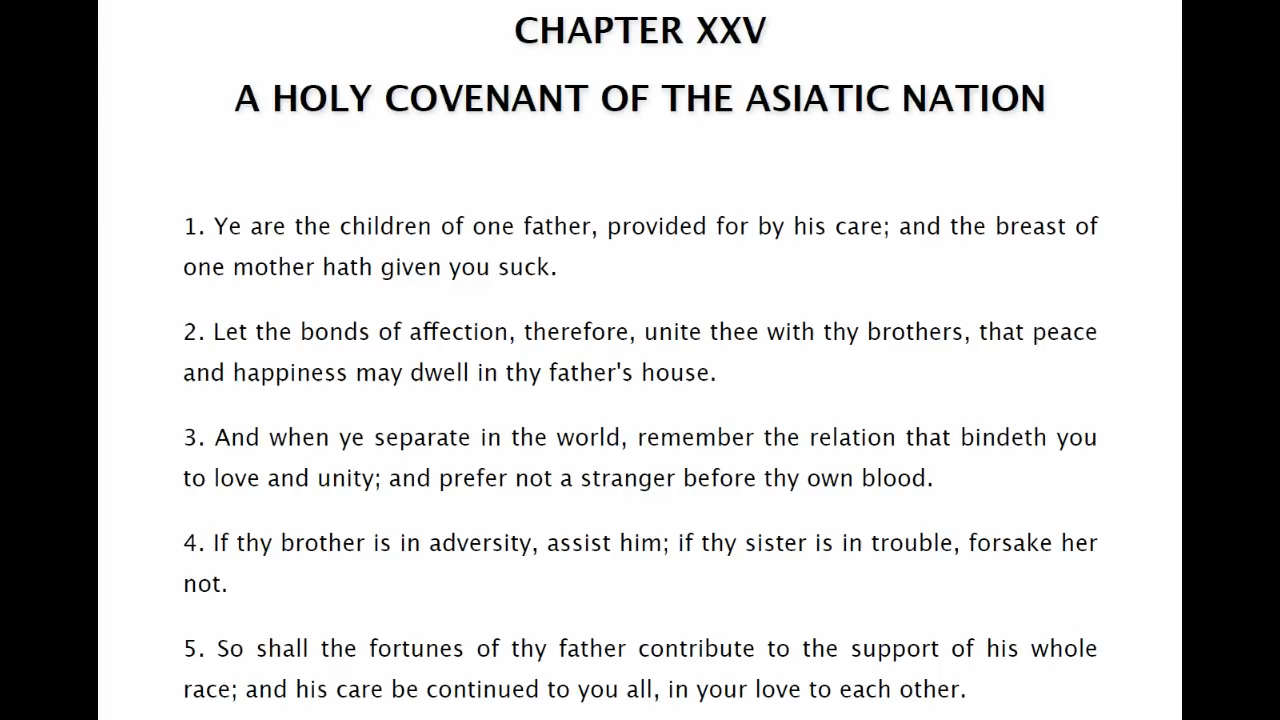 CHAPTER XXV
A HOLY COVENANT OF THE ASIATIC NATION
1. Ye are the children of one father, provided for by his care; and the breast of
one mother hath given you suck.
2. Let the bonds of affection, therefore, unite thee with thy brothers, that peace
and happiness may dwell in thy father's house.
3. And when ye separate in the world, remember the relation that bindeth you
to love and unity; and prefer not a stranger before thy own blood.
4. If thy brother is in adversity, assist him; if thy sister is in trouble, forsake her
not.
5. So shall the fortunes of thy father contribute to the support of his whole
race; and his care be continued to you all, in your love to each other.